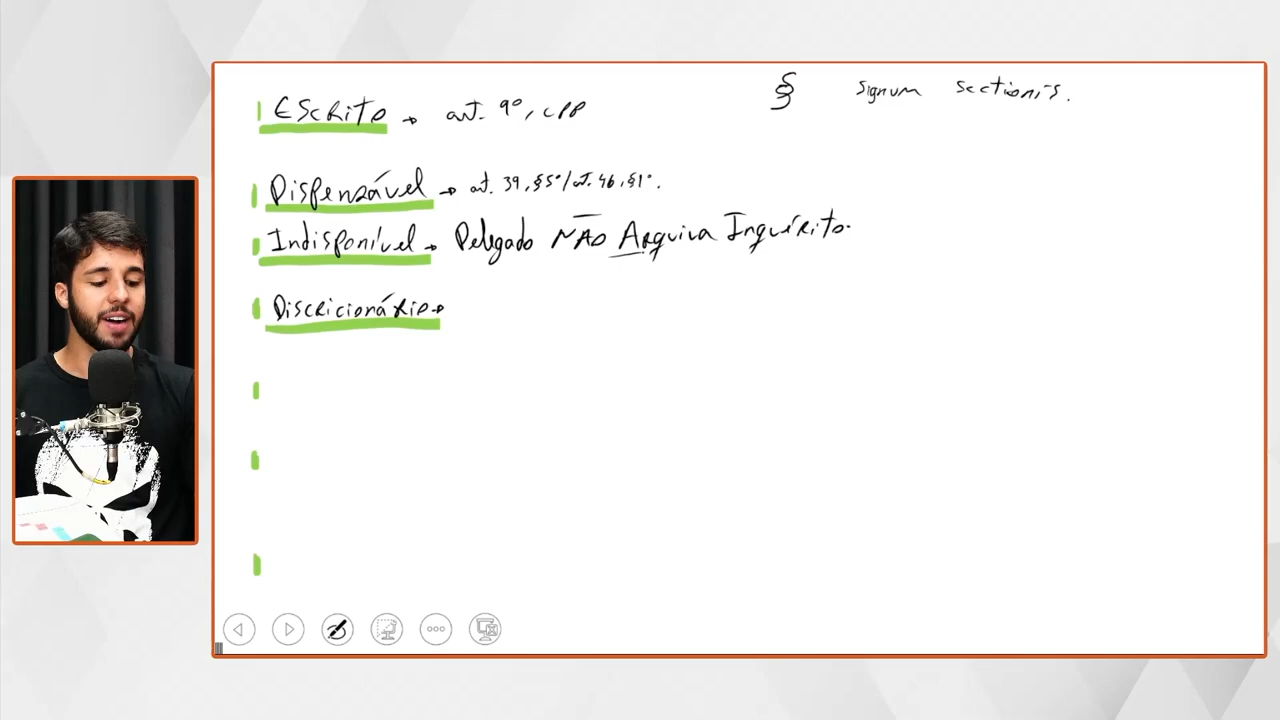 § signum sectionis.
Escrito → art. 9º, CPP
Dispensável → art. 39, §5º/art. 46, §1º.
Indisponível → Delegado NÃO Arquiva Inquérito.
Discricionário →